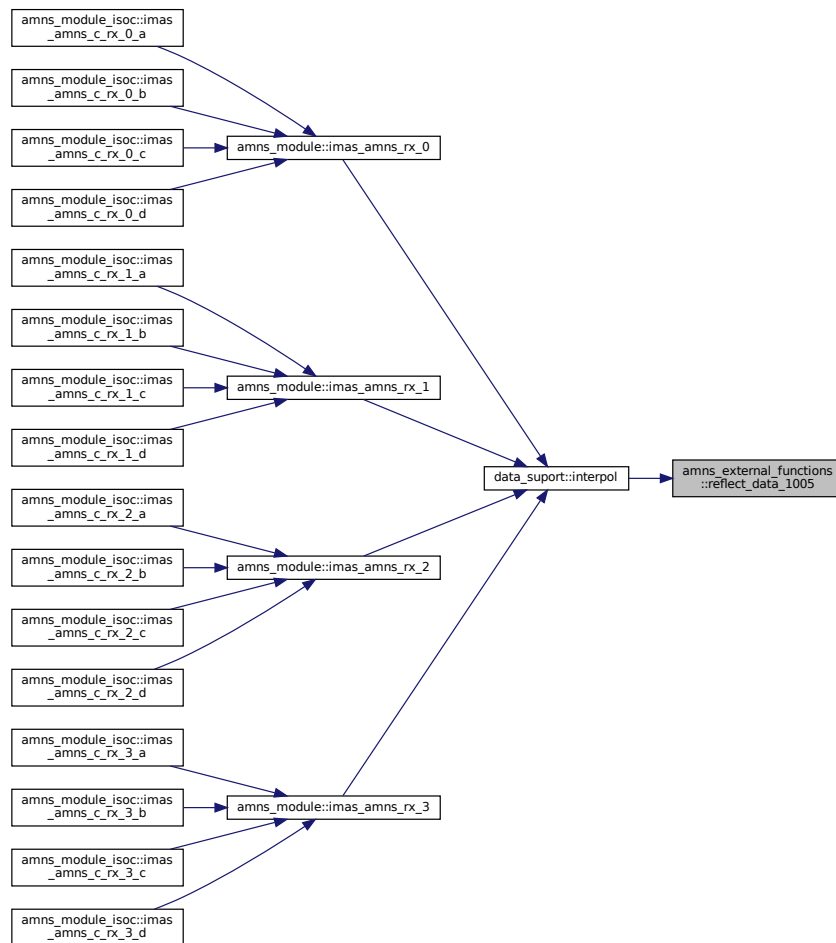 amns_module_isoc::imas
_amns_c_rx_0_a
amns_module_isoc::imas
_amns_c_rx_0_b
amns_module_isoc::imas
_amns_c_rx_0_c
amns_module::imas_amns_rx_0
amns_module_isoc::imas
_amns_c_rx_0_d
amns_module_isoc::imas
_amns_c_rx_1_a
amns_module_isoc::imas
_amns_c_rx_1_b
amns_module_isoc::imas
_amns_c_rx_1_c
amns_module::imas_amns_rx_1
amns_module_isoc::imas
_amns_c_rx_1_d
data_suport::interpol
amns_external_functions
::reflect_data_1005
amns_module_isoc::imas
_amns_c_rx_2_a
amns_module_isoc::imas
_amns_c_rx_2_b
amns_module::imas_amns_rx_2
amns_module_isoc::imas
_amns_c_rx_2_c
amns_module_isoc::imas
_amns_c_rx_2_d
amns_module_isoc::imas
_amns_c_rx_3_a
amns_module_isoc::imas
_amns_c_rx_3_b
amns_module::imas_amns_rx_3
amns_module_isoc::imas
_amns_c_rx_3_c
amns_module_isoc::imas
_amns_c_rx_3_d